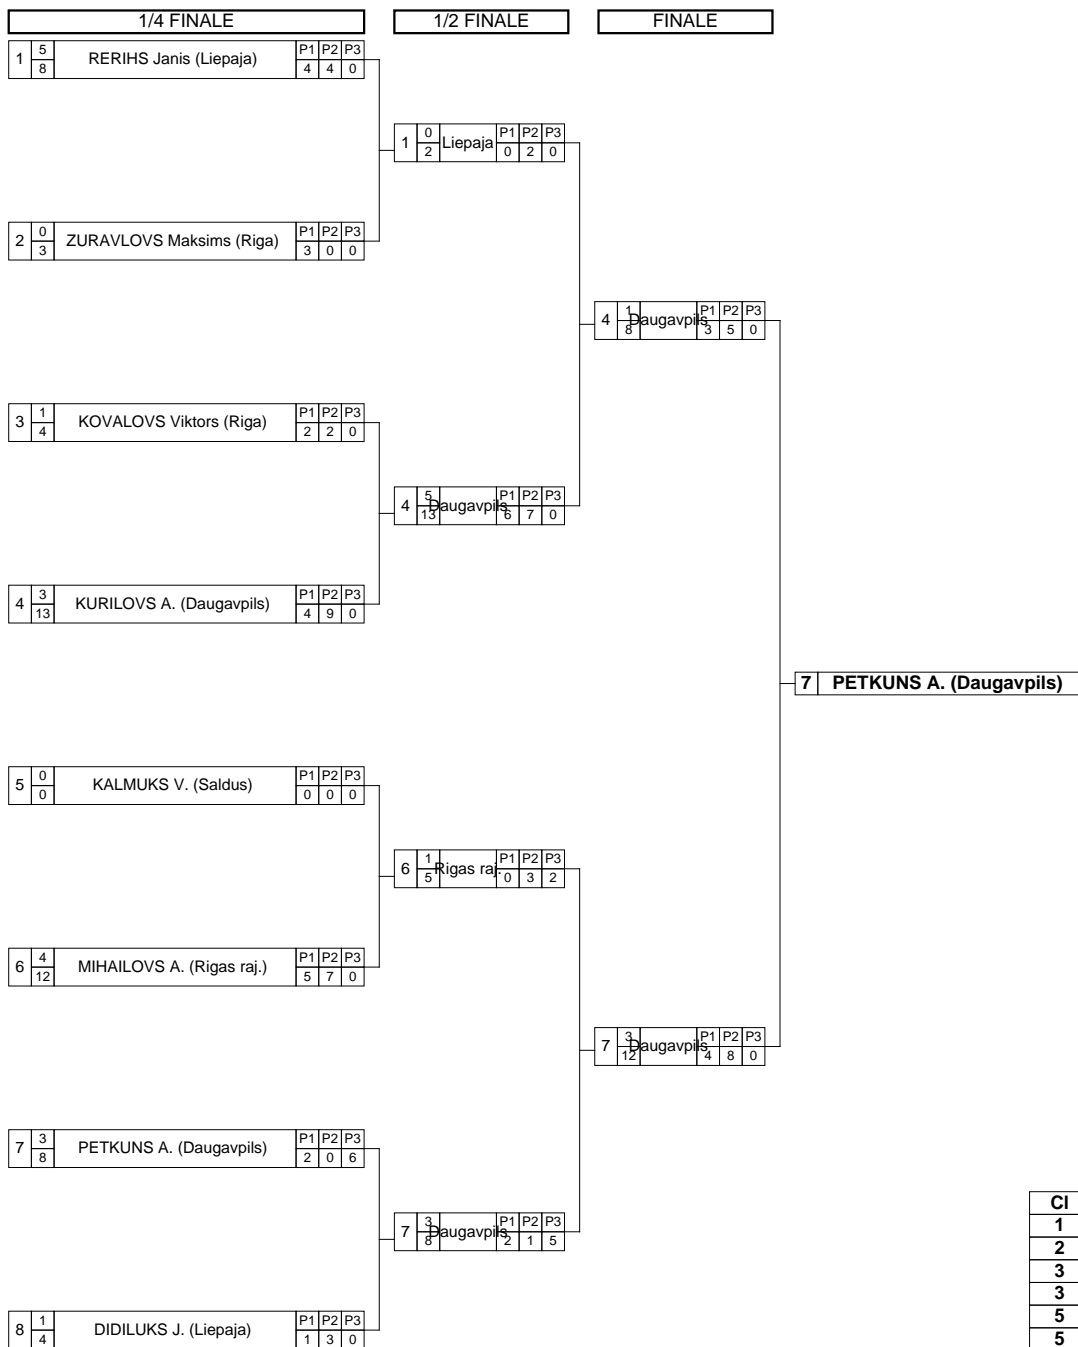 1/4 FINALE 1/2 FINALE FINALE
1 5 8 RERIHS Janis (Liepaja) P1 P2 P3 4 4 0
1 0 2 Liepaja P1 P2 P3 0 2 0
2 0 3 ZURAVLOVS Maksims (Riga) P1 P2 P3 3 0 0
4 1 8 Daugavpils P1 P2 P3 3 5 0
3 1 4 KOVALOVS Viktors (Riga) P1 P2 P3 2 2 0
4 5 13 Daugavpils P1 P2 P3 6 7 0
4 3 13 KURILOVS A. (Daugavpils) P1 P2 P3 4 9 0
7 PETKUNS A. (Daugavpils)
5 0 0 KALMUKS V. (Saldus) P1 P2 P3 0 0 0
6 1 5 Rigas raj. P1 P2 P3 0 3 2
6 4 12 MIHAILOVS A. (Rigas raj.) P1 P2 P3 5 7 0
7 3 12 Daugavpils P1 P2 P3 4 8 0
7 3 8 PETKUNS A. (Daugavpils) P1 P2 P3 2 0 6
7 3 8 Daugavpils P1 P2 P3 2 1 5
8 1 4 DIDILUKS J. (Liepaja) P1 P2 P3 1 3 0
Cl
1
2
3
3
5
5